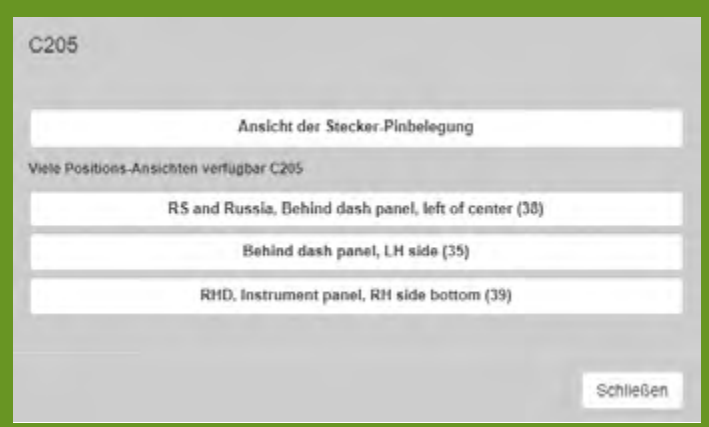 C205
Ansicht der Stecker-Pinbelegung
Viele Positions-Ansichten verfügbar C205
RS and Russia, Behind dash panel, left of center (38)
Behind dash panel, LH side (35)
RHD, Instrument panel, RH side bottom (39)
Schließen